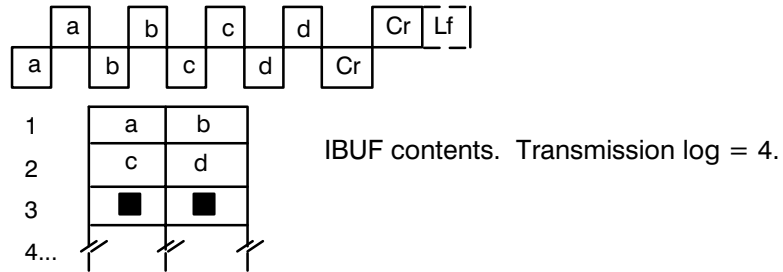 a b c d Cr Lf
a b c d Cr
1 a b
2 c d
3
4...
IBUF contents. Transmission log = 4.